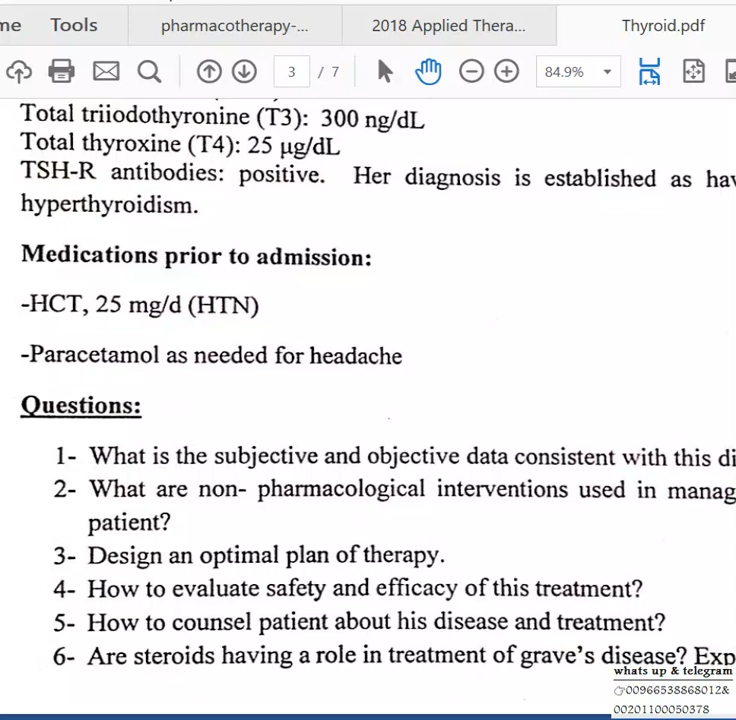 me Tools pharmacotherapy-... 2018 Applied Thera... Thyroid.pdf
3 / 7 84.9%
Total triiodothyronine (T3): 300 ng/dL
Total thyroxine (T4): 25 µg/dL
TSH-R antibodies: positive. Her diagnosis is established as hav
hyperthyroidism.
Medications prior to admission:
-HCT, 25 mg/d (HTN)
-Paracetamol as needed for headache
Questions:
1- What is the subjective and objective data consistent with this di
2- What are non- pharmacological interventions used in manag
patient?
3- Design an optimal plan of therapy.
4- How to evaluate safety and efficacy of this treatment?
5- How to counsel patient about his disease and treatment?
6- Are steroids having a role in treatment of grave's disease? Exp
whats up & telegram
00966538868012&
00201100050378